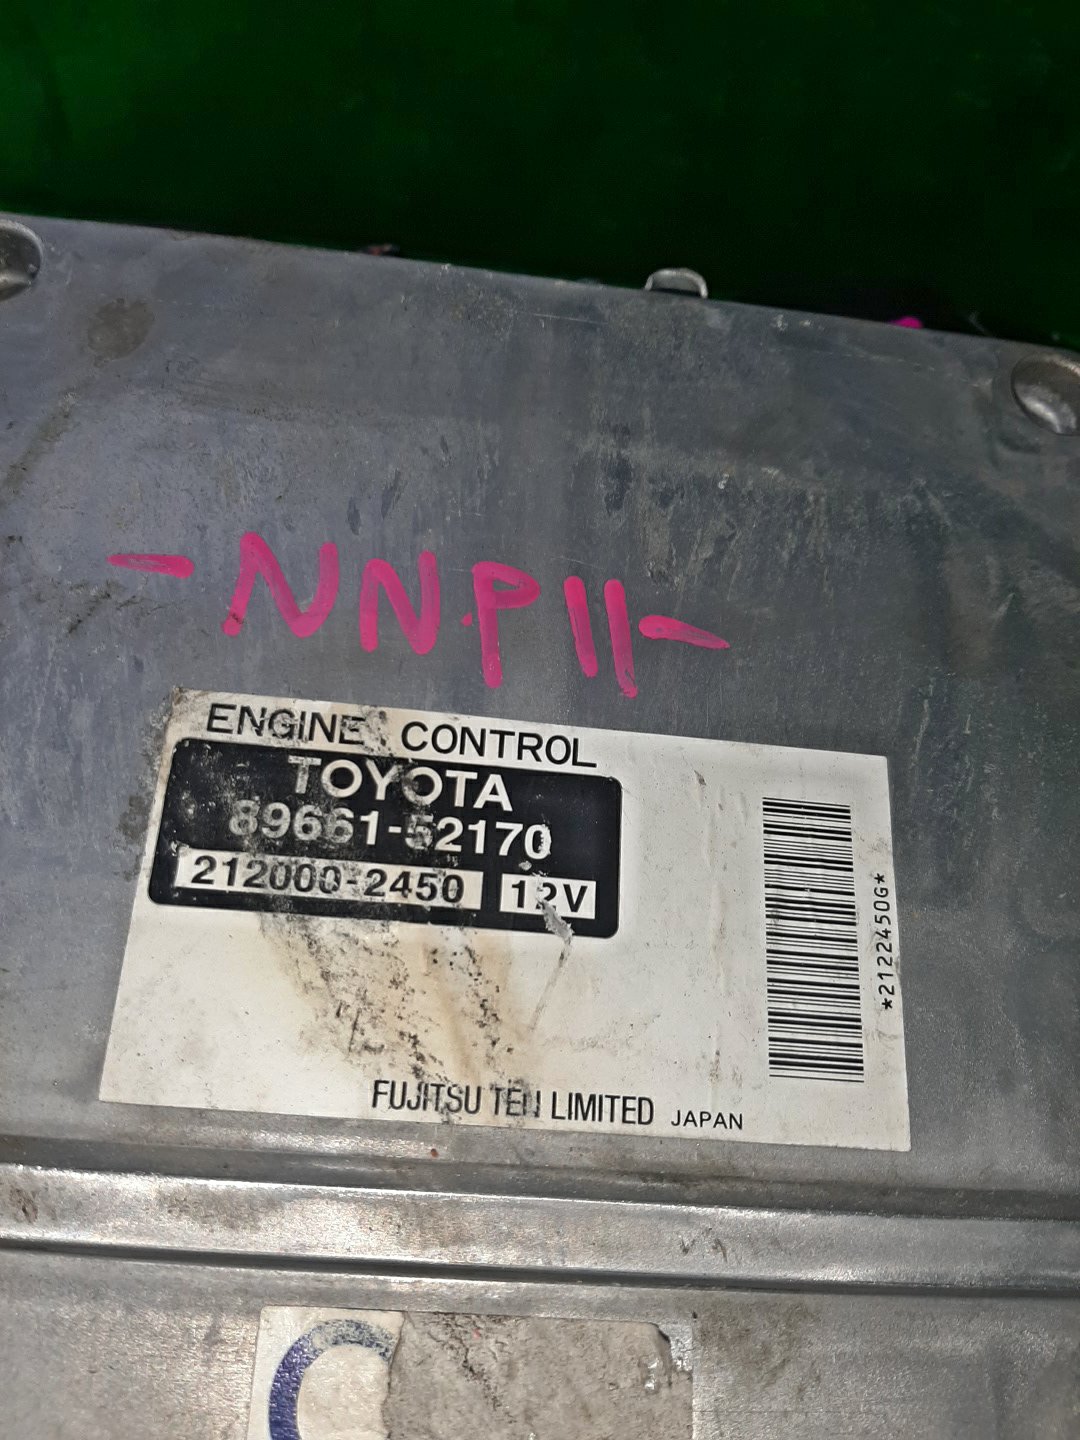 -NNP11-
ENGINE CONTROL
TOYOTA
89661-52170
212000-2450 12V
*2122450G*
FUJITSU TEN LIMITED JAPAN